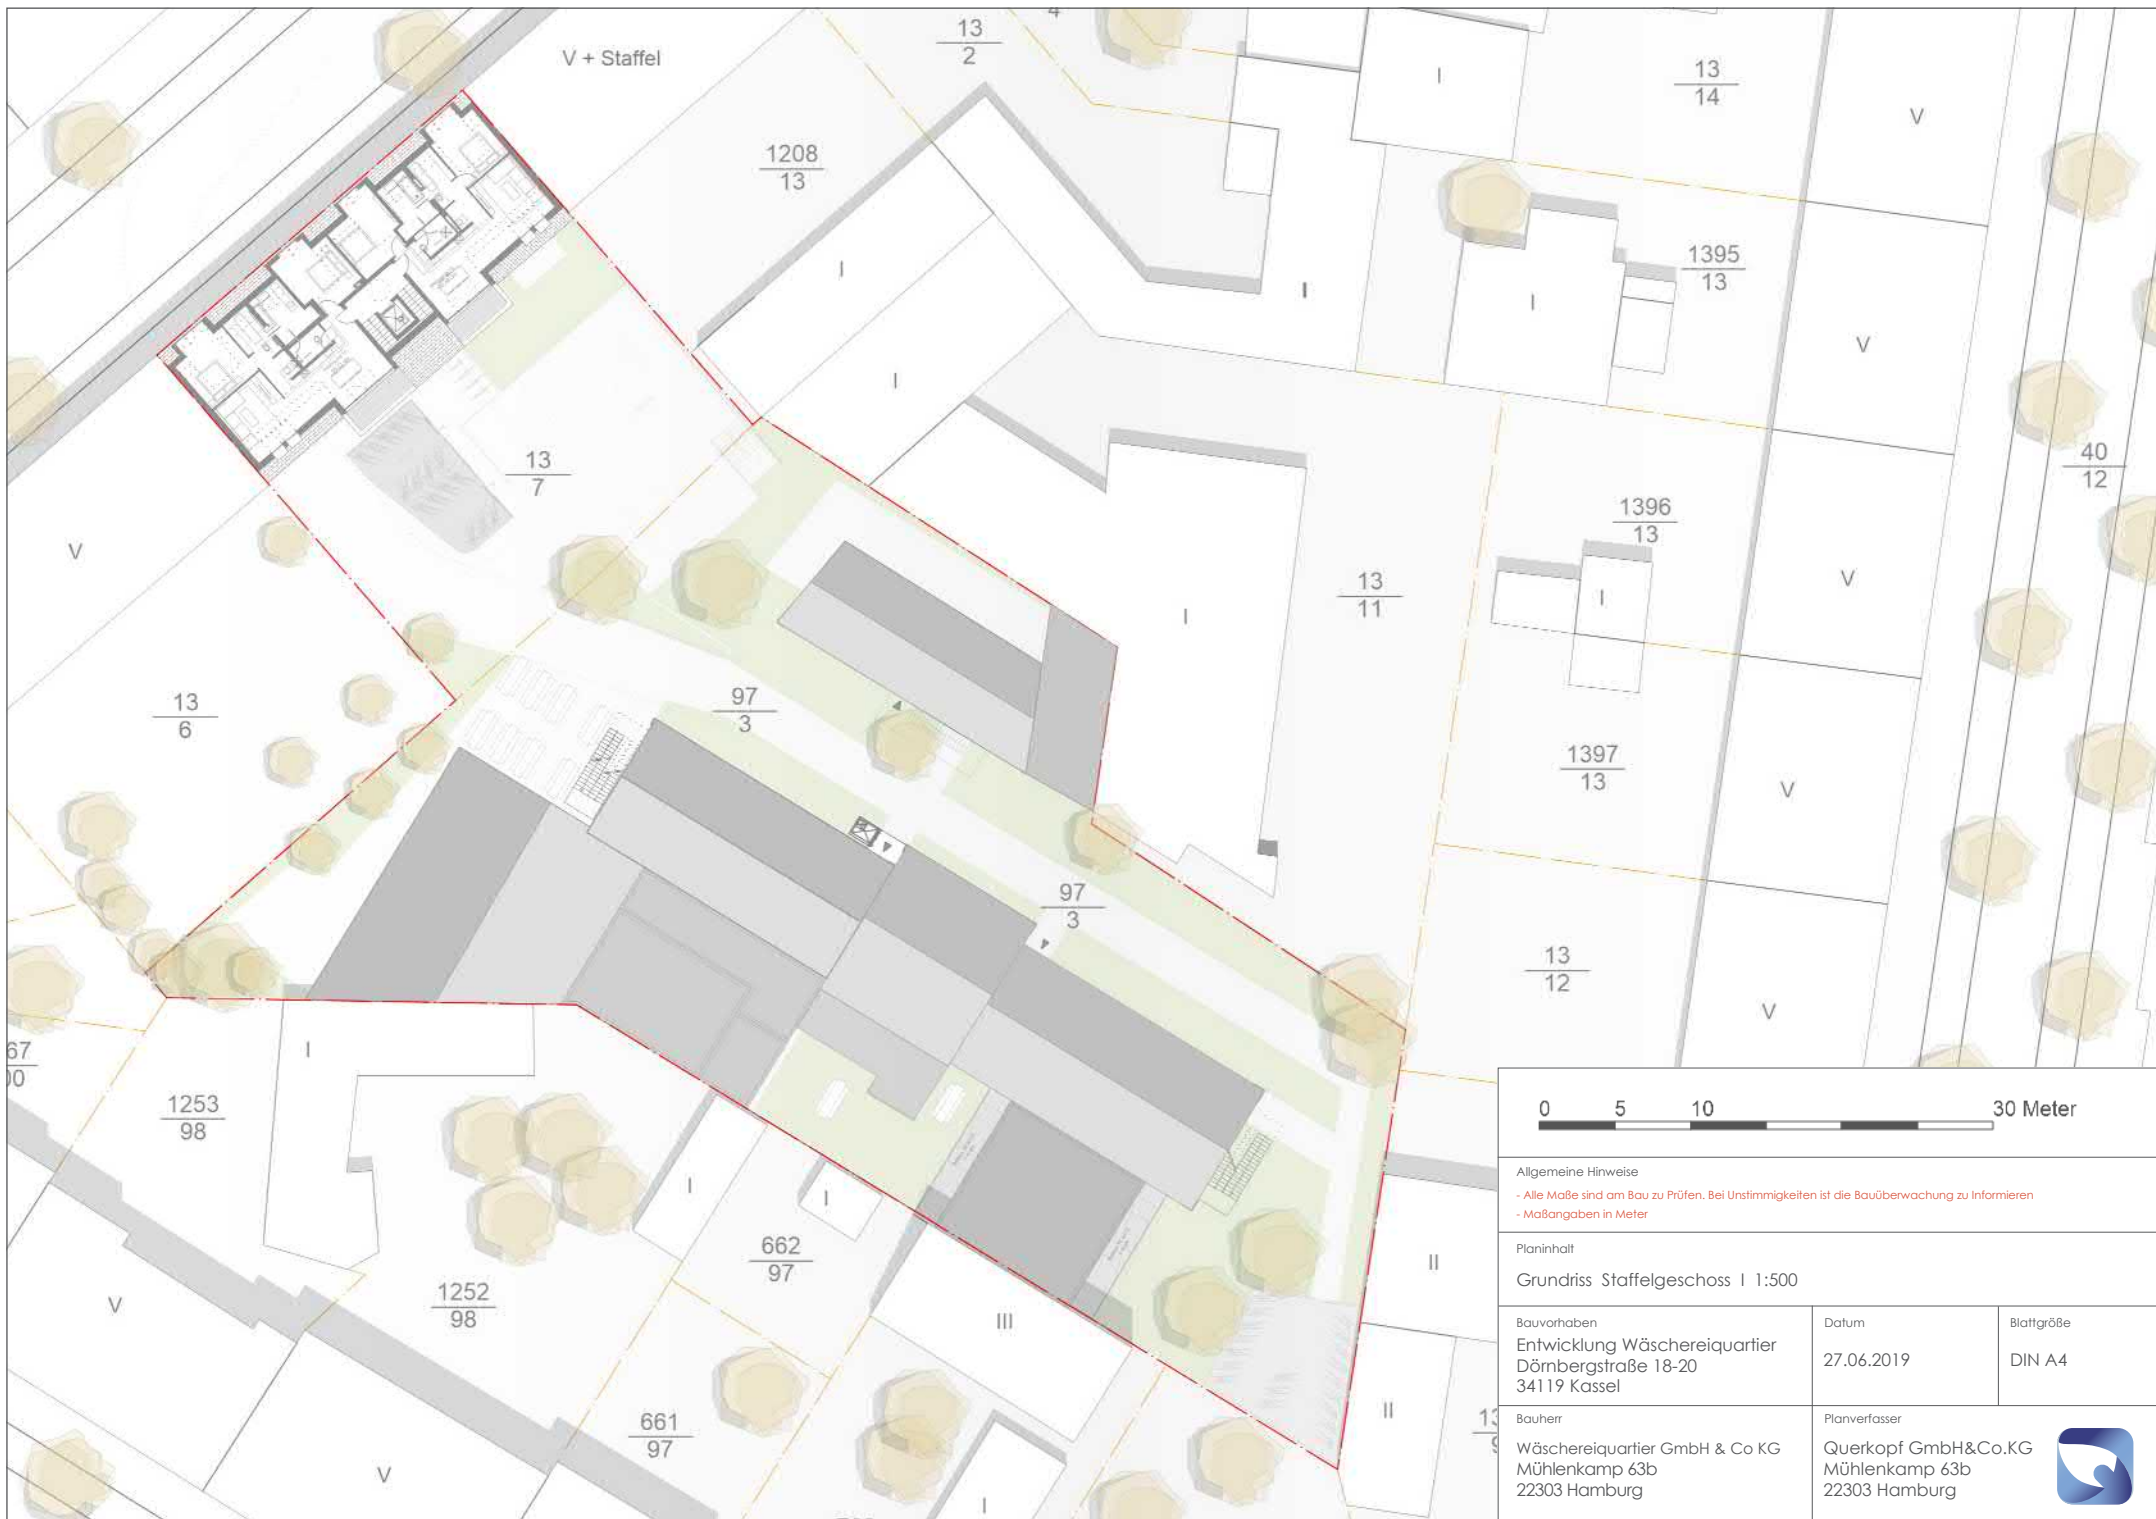 V + Staffel
13
2
4
I
13
14
V
1208
13
I
I
1395
13
I
V
I
40
12
13
7
V
1396
13
I
V
13
11
I
13
6
97
3
1397
13
V
97
3
13
12
V
67
00
I
1253
98
I
I
662
97
II
1252
98
V
III
II
661
97
V
I
13
9
0 5 10 30 Meter
Allgemeine Hinweise
- Alle Maße sind am Bau zu Prüfen. Bei Unstimmigkeiten ist die Bauüberwachung zu Informieren
- Maßangaben in Meter
Planinhalt
Grundriss Staffelgeschoss I 1:500
Bauvorhaben
Entwicklung Wäschereiquartier
Dörnbergstraße 18-20
34119 Kassel
Datum
27.06.2019
Blattgröße
DIN A4
Bauherr
Wäschereiquartier GmbH & Co KG
Mühlenkamp 63b
22303 Hamburg
Planverfasser
Querkopf GmbH&Co.KG
Mühlenkamp 63b
22303 Hamburg